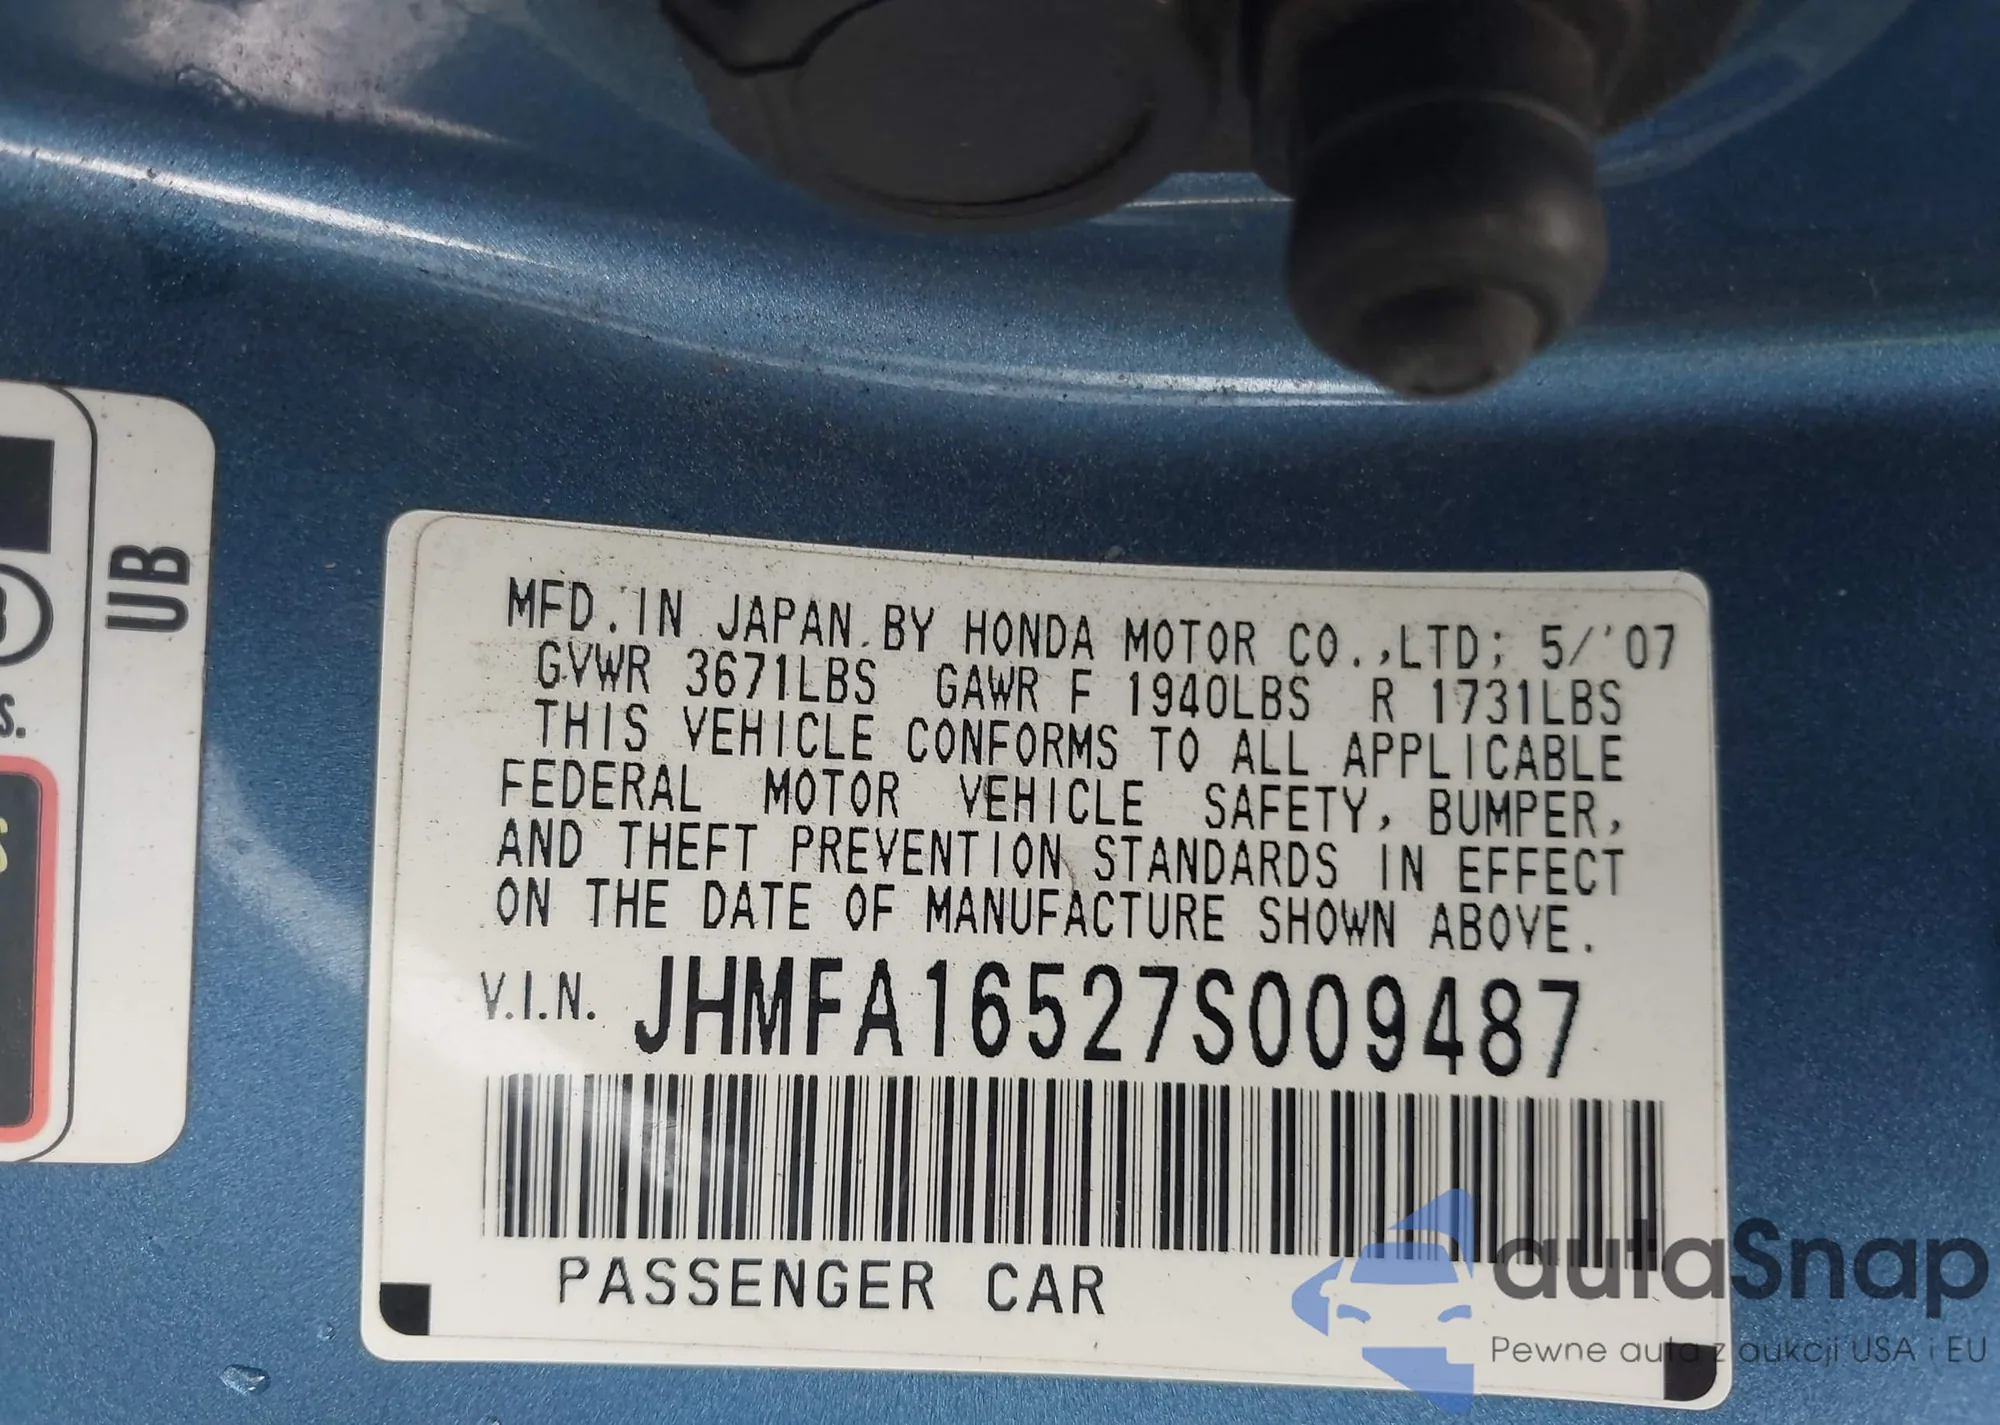 UB
S.
S
MFD. IN JAPAN BY HONDA MOTOR CO.,LTD; 5/'07
GVWR 3671LBS GAWR F 1940LBS R 1731LBS
THIS VEHICLE CONFORMS TO ALL APPLICABLE
FEDERAL MOTOR VEHICLE SAFETY, BUMPER,
AND THEFT PREVENTION STANDARDS IN EFFECT
ON THE DATE OF MANUFACTURE SHOWN ABOVE.
V.I.N. JHMFA16527S009487
PASSENGER CAR
autaSnap
Pewne auta z aukcji USA i EU